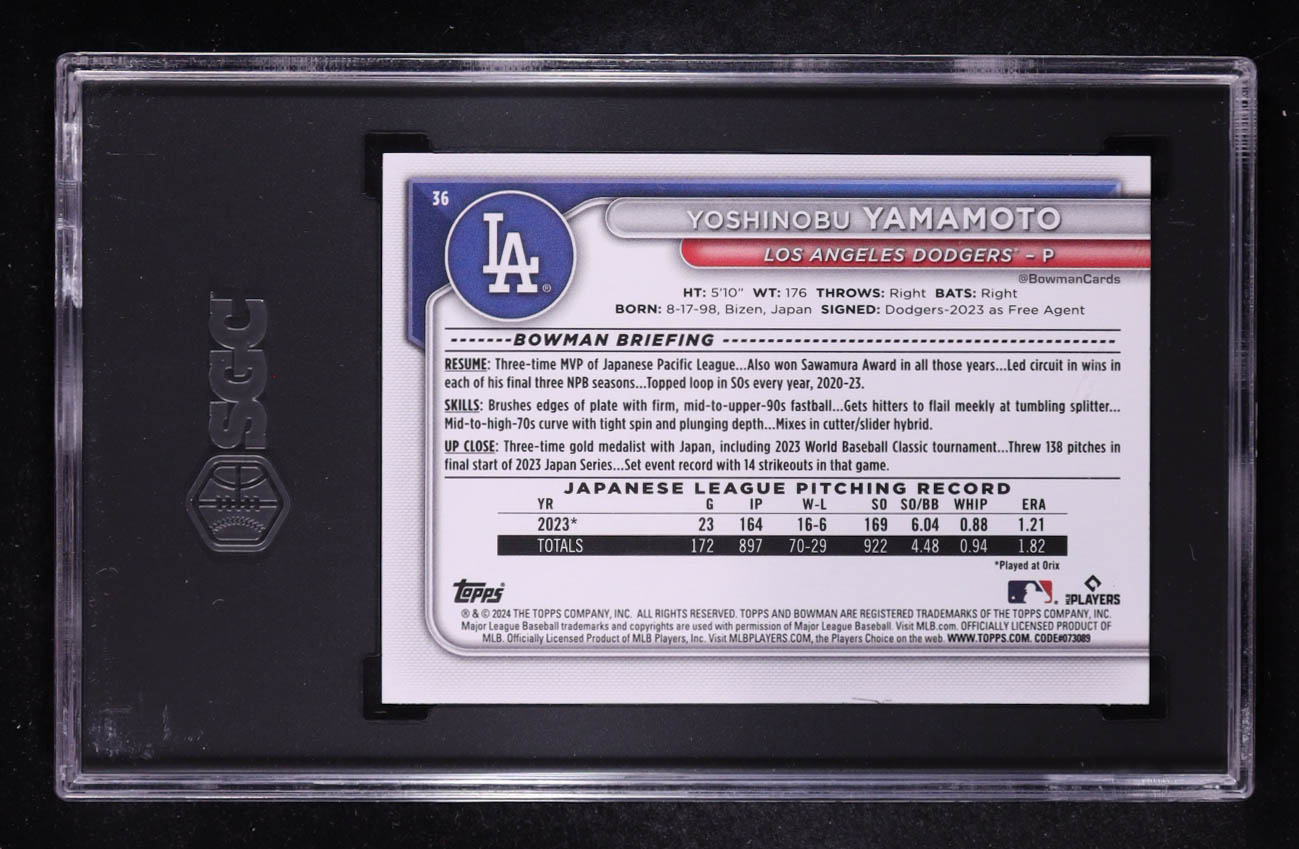 SGC
36
LA®
YOSHINOBU YAMAMOTO
LOS ANGELES DODGERS™ – P
@BowmanCards
HT: 5'10" WT: 176 THROWS: Right BATS: Right
BORN: 8-17-98, Bizen, Japan SIGNED: Dodgers-2023 as Free Agent
BOWMAN BRIEFING
RESUME: Three-time MVP of Japanese Pacific League...Also won Sawamura Award in all those years...Led circuit in wins in
each of his final three NPB seasons...Topped loop in SOs every year, 2020-23.
SKILLS: Brushes edges of plate with firm, mid-to-upper-90s fastball...Gets hitters to flail meekly at tumbling splitter...
Mid-to-high-70s curve with tight spin and plunging depth...Mixes in cutter/slider hybrid.
UP CLOSE: Three-time gold medalist with Japan, including 2023 World Baseball Classic tournament...Threw 138 pitches in
final start of 2023 Japan Series...Set event record with 14 strikeouts in that game.
JAPANESE LEAGUE PITCHING RECORD
YR G IP W-L SO SO/BB WHIP ERA
2023* 23 164 16-6 169 6.04 0.88 1.21
TOTALS 172 897 70-29 922 4.48 0.94 1.82
*Played at Orix
Topps® MLB PLAYERS
® & © 2024 THE TOPPS COMPANY, INC. ALL RIGHTS RESERVED. TOPPS AND BOWMAN ARE REGISTERED TRADEMARKS OF THE TOPPS COMPANY, INC.
Major League Baseball trademarks and copyrights are used with permission of Major League Baseball. Visit MLB.com. OFFICIALLY LICENSED PRODUCT OF
MLB. Officially Licensed Product of MLB Players, Inc. Visit MLBPLAYERS.COM, the Players Choice on the web. WWW.TOPPS.COM. CODE#073089